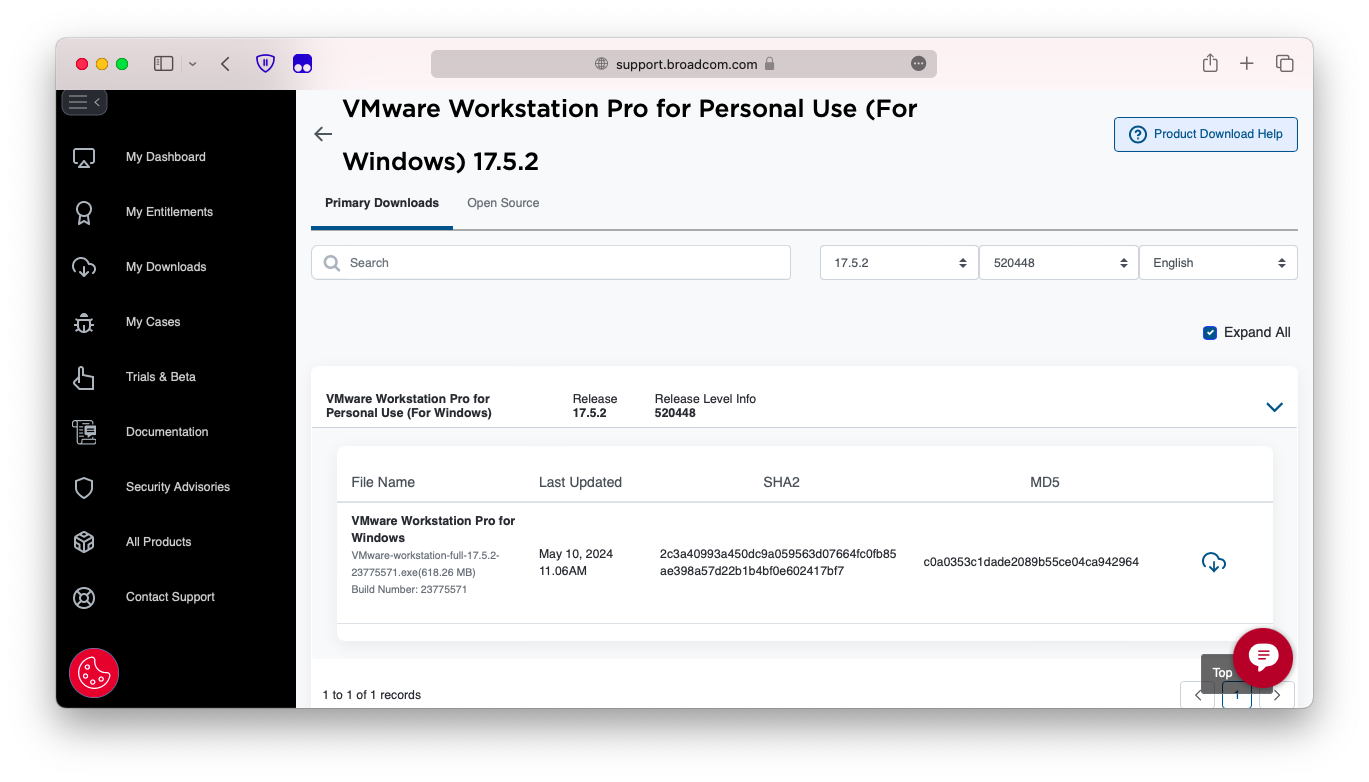 support.broadcom.com
VMware Workstation Pro for Personal Use (For
Windows) 17.5.2
Product Download Help
My Dashboard
My Entitlements
My Downloads
My Cases
Trials & Beta
Documentation
Security Advisories
All Products
Contact Support
Primary Downloads
Open Source
Search
17.5.2
520448
English
Expand All
VMware Workstation Pro for
Personal Use (For Windows)
Release
17.5.2
Release Level Info
520448
File Name
Last Updated
SHA2
MD5
VMware Workstation Pro for
Windows
VMware-workstation-full-17.5.2-
23775571.exe(618.26 MB)
Build Number: 23775571
May 10, 2024
11.06AM
2c3a40993a450dc9a059563d07664fc0fb85
ae398a57d22b1b4bf0e602417bf7
c0a0353c1dade2089b55ce04ca942964
Top
1 to 1 of 1 records
1